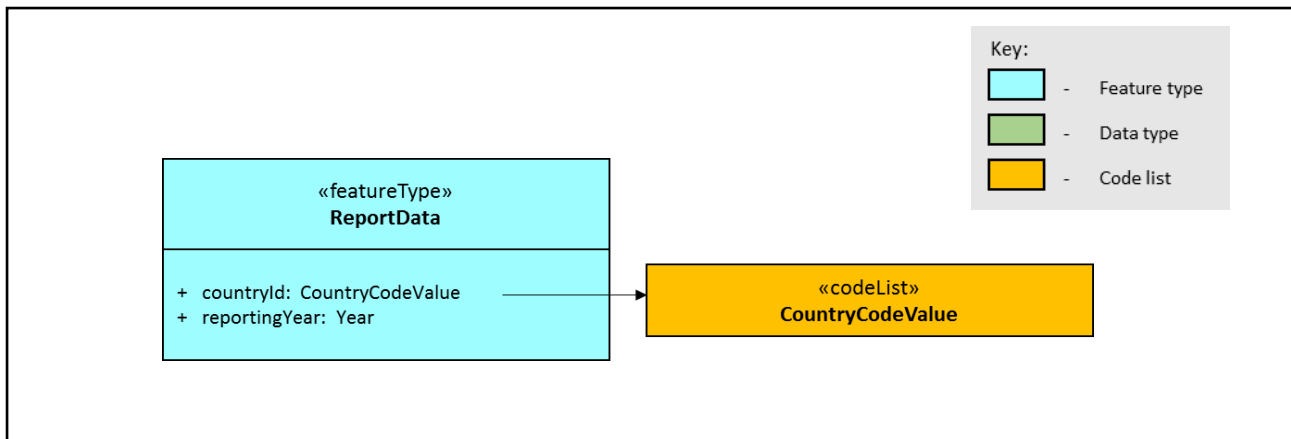 Key:
- Feature type
- Data type
- Code list
«featureType»
ReportData
+ countryId: CountryCodeValue
+ reportingYear: Year
«codeList»
CountryCodeValue